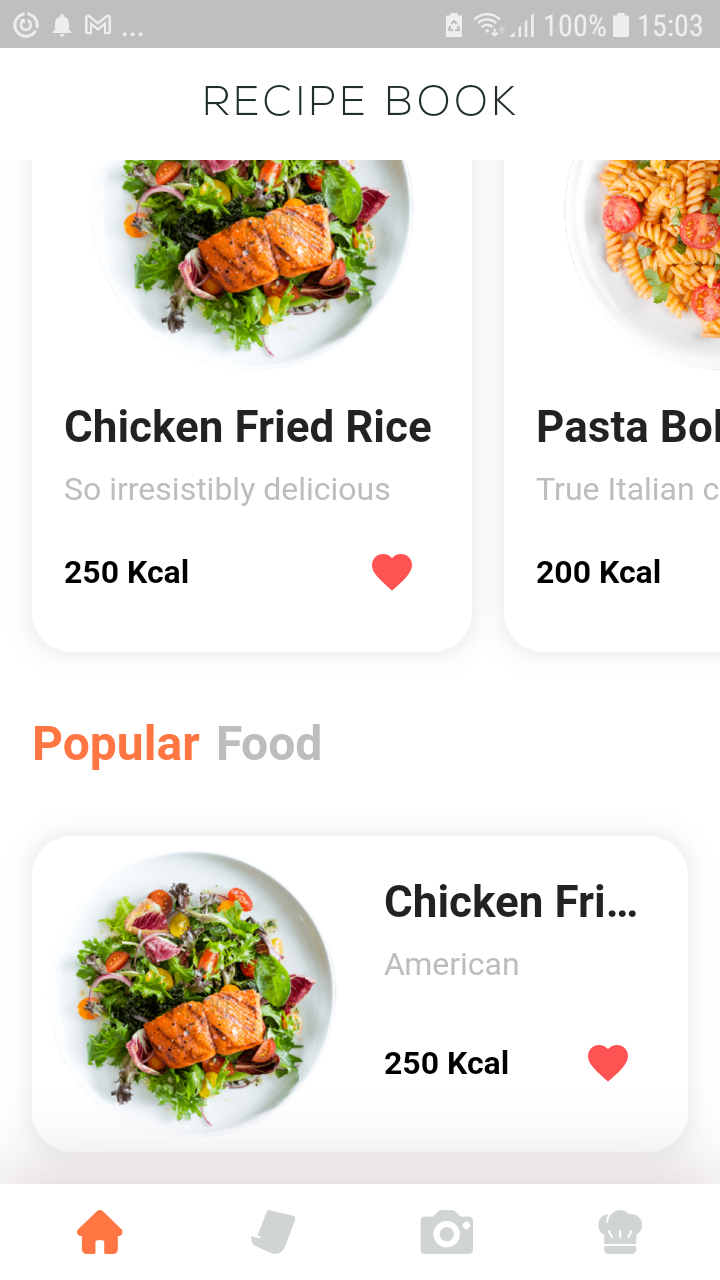 ... 100% 15:03
RECIPE BOOK
Chicken Fried Rice
So irresistibly delicious
250 Kcal
Pasta Bol
True Italian c
200 Kcal
Popular Food
Chicken Fri...
American
250 Kcal